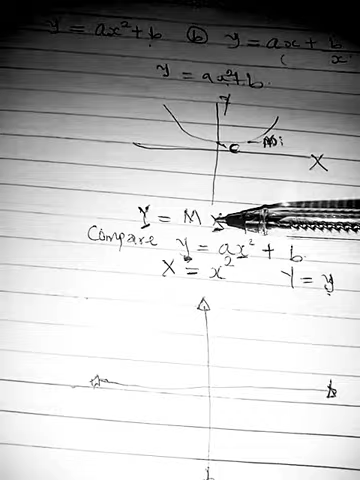 y = ax² + b (b) y = ax + b/x
y = ax² + b.
Y
C
X
Y = M X
Compare y = ax² + b
X = x² Y = y